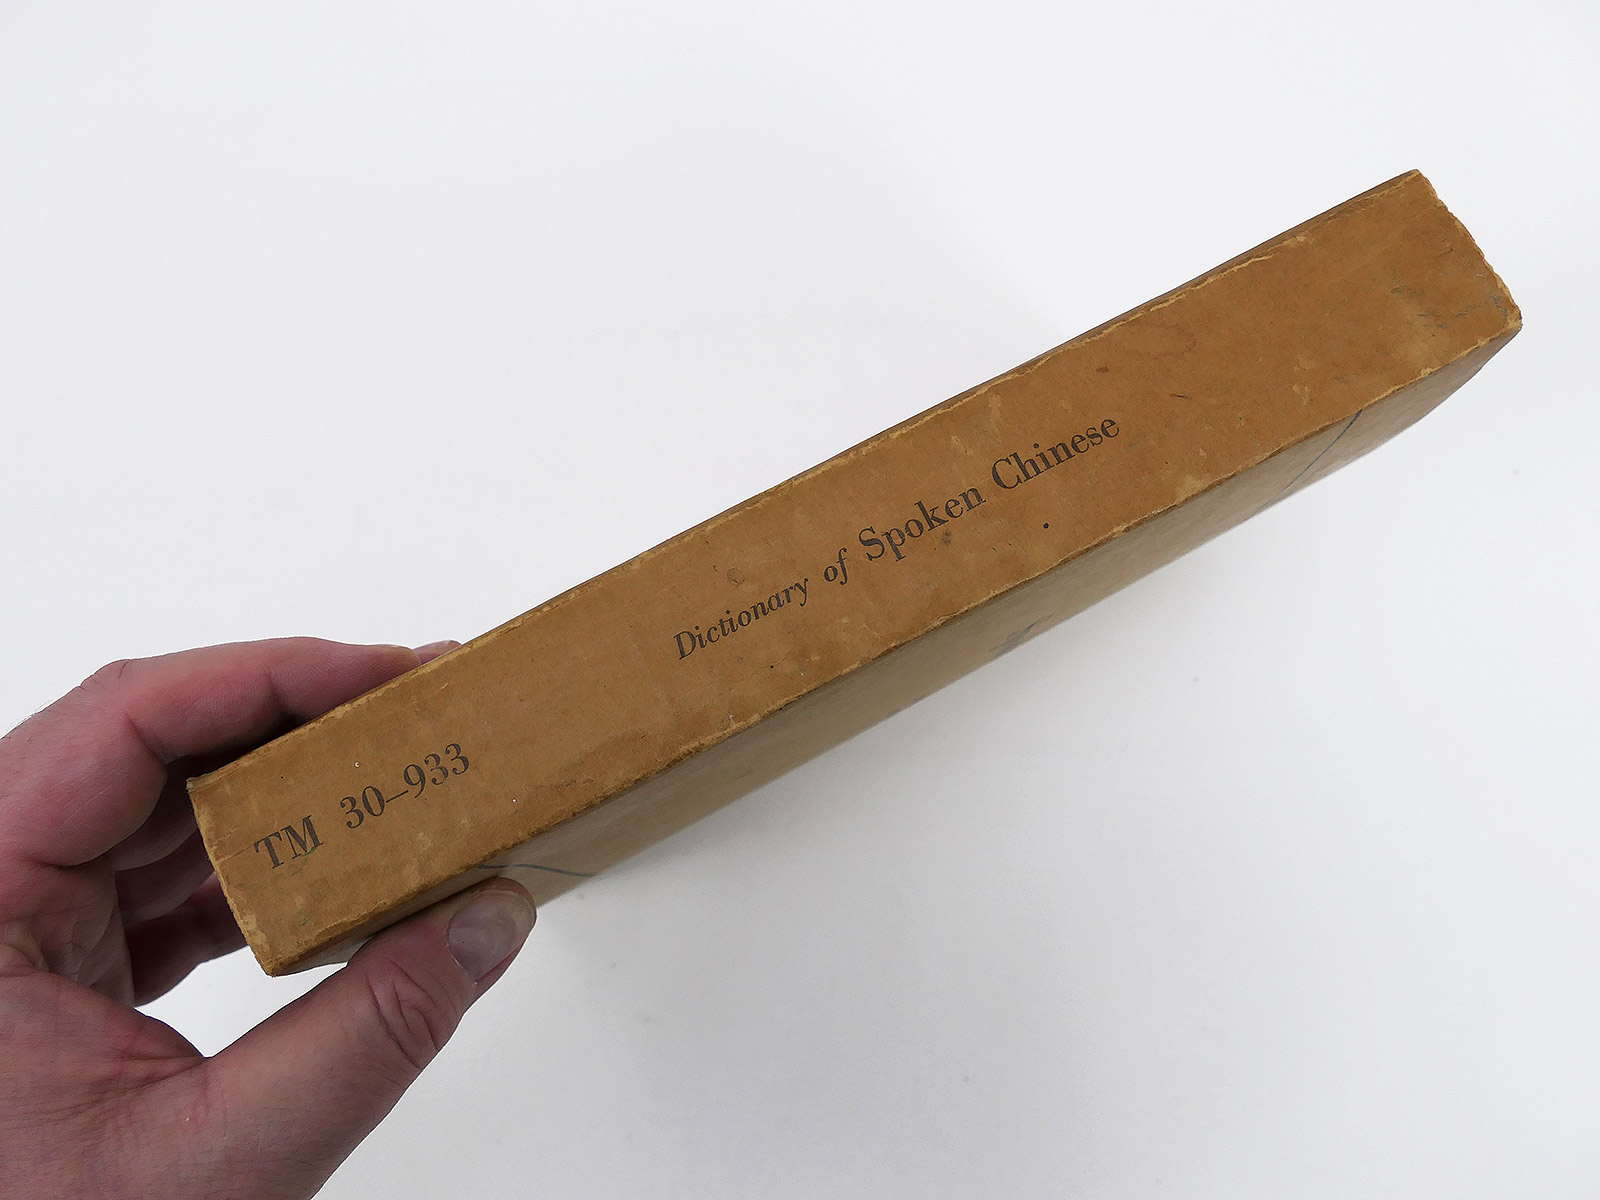 TM 30–933 Dictionary of Spoken Chinese